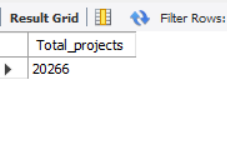 Result Grid Filter Rows:
Total_projects
20266